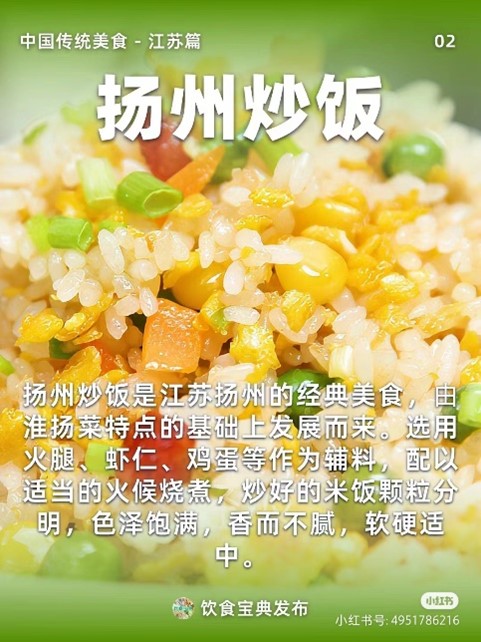 中国传统美食 - 江苏篇
02
扬州炒饭
扬州炒饭是江苏扬州的经典美食，由
淮扬菜特点的基础上发展而来。选用
火腿、虾仁、鸡蛋等作为辅料，配以
适当的火候烧煮，炒好的米饭颗粒分
明，色泽饱满，香而不腻，软硬适
中。
饮食宝典发布
小红书
小红书号: 4951786216